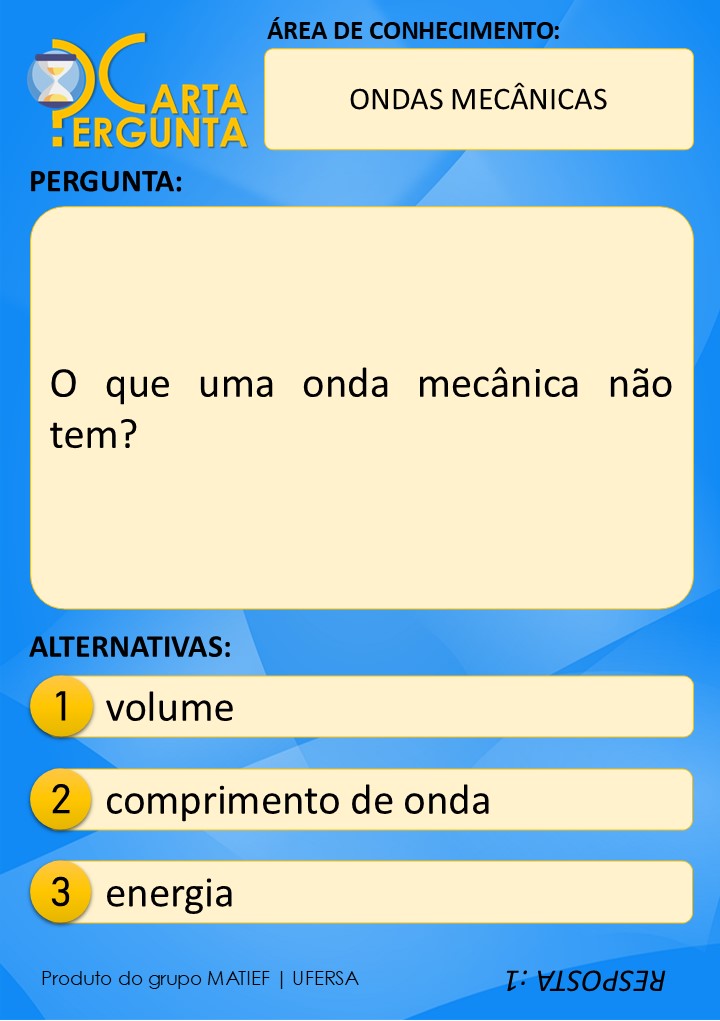 ÁREA DE CONHECIMENTO:
CARTA
PERGUNTA
ONDAS MECÂNICAS
PERGUNTA:
O que uma onda mecânica não
tem?
ALTERNATIVAS:
1 volume
2 comprimento de onda
3 energia
Produto do grupo MATIEF | UFERSA
RESPOSTA :1